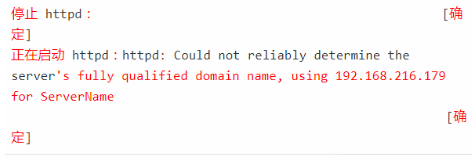 停止 httpd： [确
定]
正在启动 httpd：httpd: Could not reliably determine the
server's fully qualified domain name, using 192.168.216.179
for ServerName
[确
定]